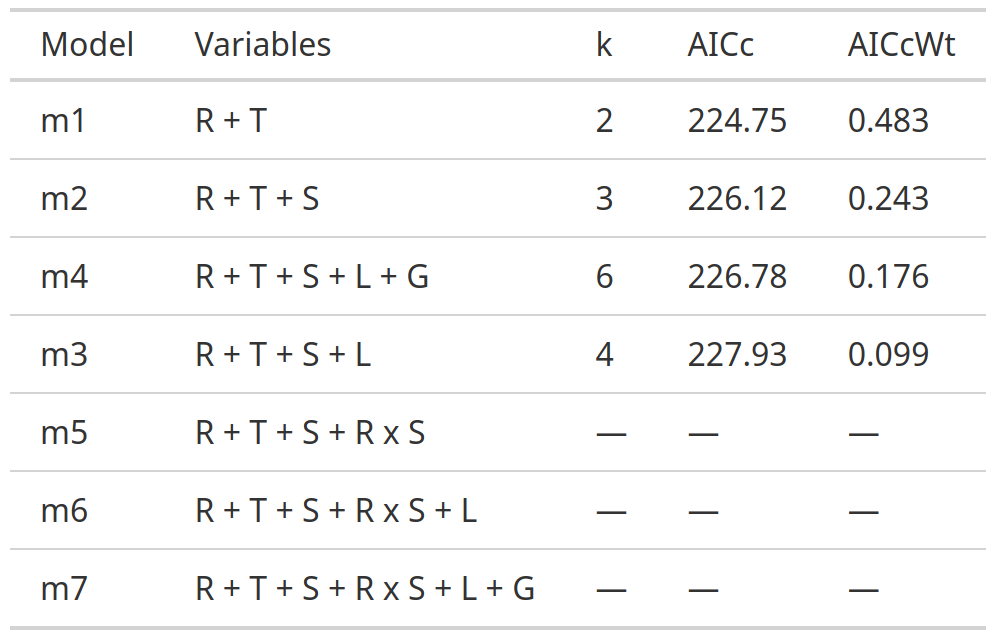 Model Variables k AICc AICcWt
m1 R + T 2 224.75 0.483
m2 R + T + S 3 226.12 0.243
m4 R + T + S + L + G 6 226.78 0.176
m3 R + T + S + L 4 227.93 0.099
m5 R + T + S + R x S — — —
m6 R + T + S + R x S + L — — —
m7 R + T + S + R x S + L + G — — —